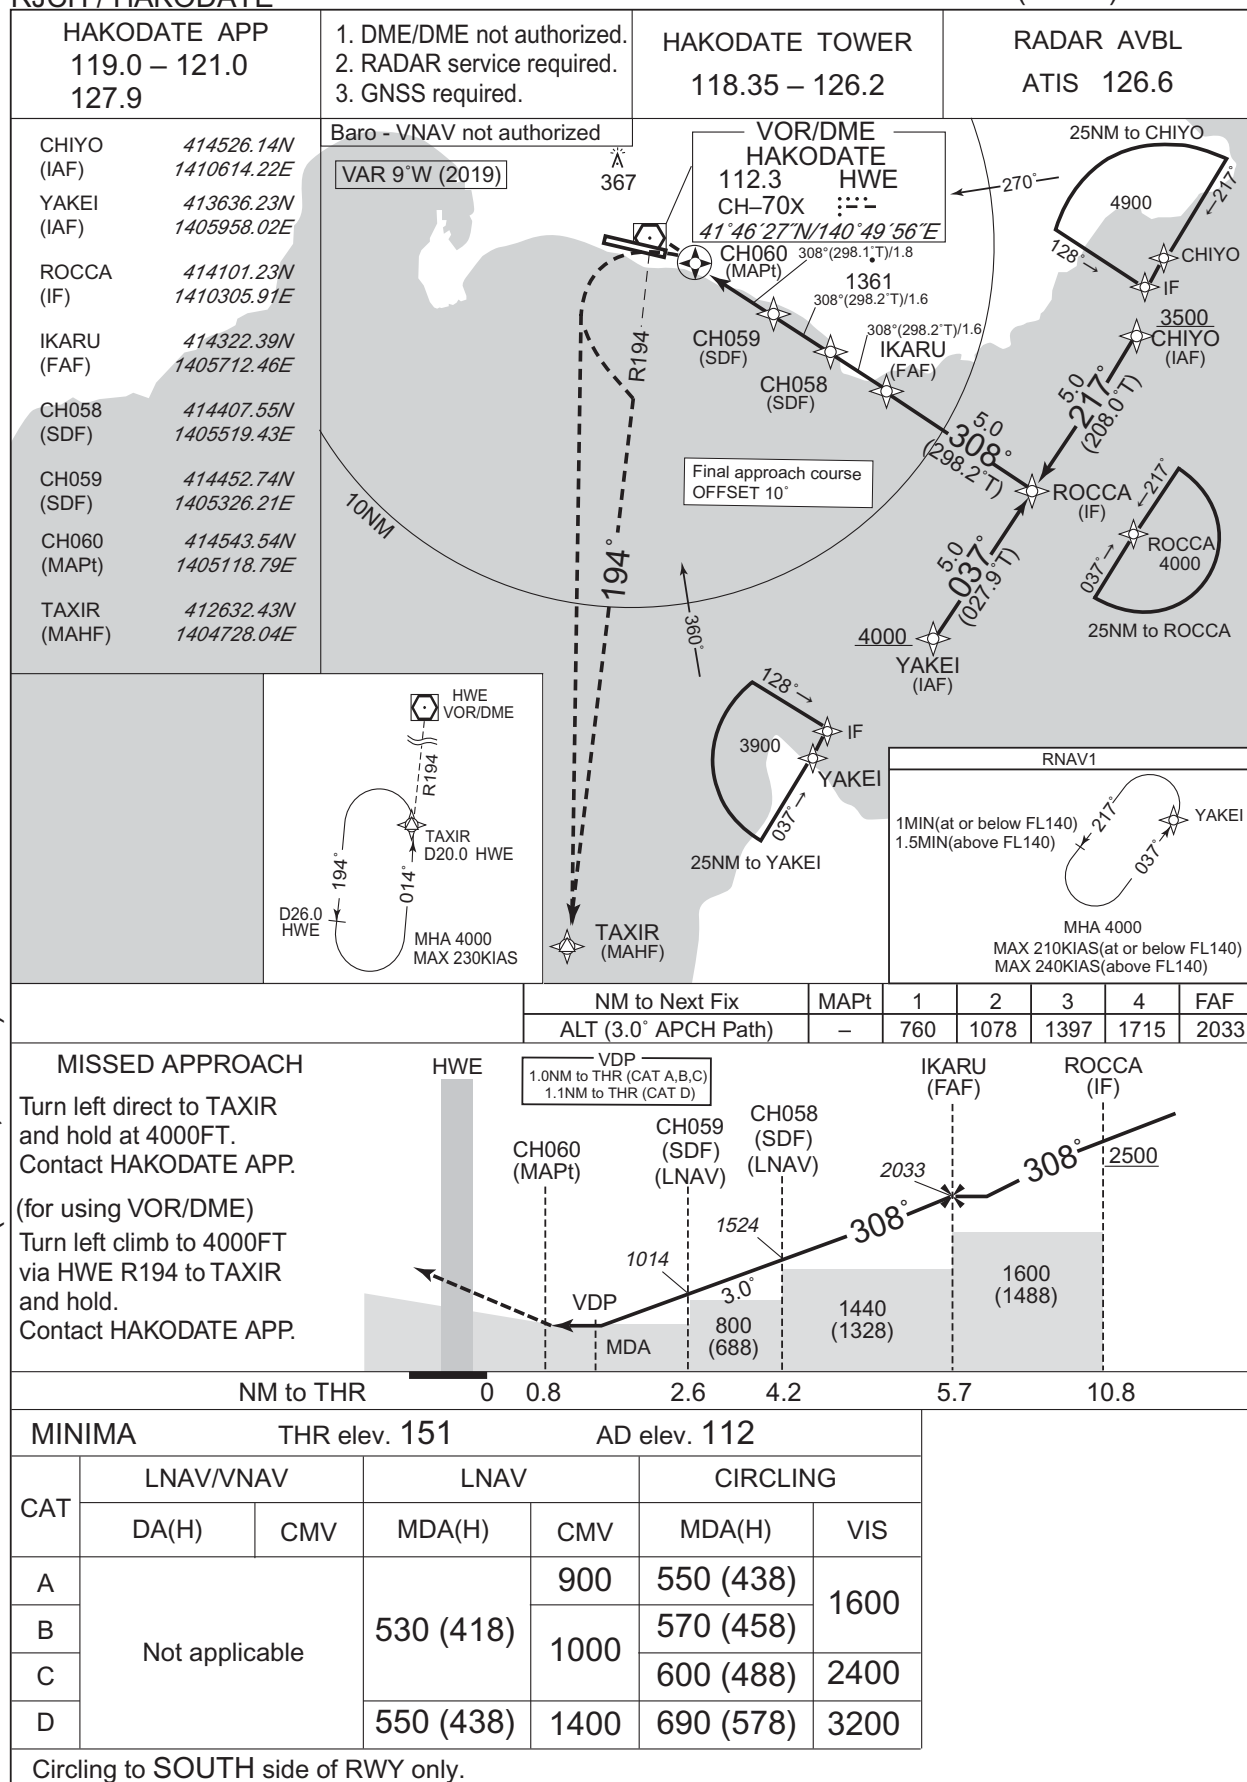 HAKODATE APP
119.0 – 121.0
127.9
1. DME/DME not authorized.
2. RADAR service required.
3. GNSS required.
HAKODATE TOWER
118.35 – 126.2
RADAR AVBL
ATIS 126.6
CHIYO 414526.14N
(IAF) 1410614.22E
YAKEI 413636.23N
(IAF) 1405958.02E
ROCCA 414101.23N
(IF) 1410305.91E
IKARU 414322.39N
(FAF) 1405712.46E
CH058 414407.55N
(SDF) 1405519.43E
CH059 414452.74N
(SDF) 1405326.21E
CH060 414543.54N
(MAPt) 1405118.79E
TAXIR 412632.43N
(MAHF) 1404728.04E
Baro - VNAV not authorized
VAR 9°W (2019)
367
VOR/DME
HAKODATE
112.3 HWE
CH–70X
41°46′27″N/140°49′56″E
270°
25NM to CHIYO
4900
←217°
128°→
CHIYO
IF
CH060
(MAPt)
308°(298.1°T)/1.8
1361
308°(298.2°T)/1.6
308°(298.2°T)/1.6
CH059
(SDF)
CH058
(SDF)
IKARU
(FAF)
3500
CHIYO
(IAF)
5.0
217°
(208.0°T)
5.0
308°
(298.2°T)
ROCCA
(IF)
5.0
037°
(027.9°T)
4000
YAKEI
(IAF)
←217°
037°→
ROCCA
4000
25NM to ROCCA
Final approach course
OFFSET 10°
R194
10NM
194°
360°
TAXIR
(MAHF)
128°→
3900
IF
YAKEI
037°→
25NM to YAKEI
HWE
VOR/DME
R194
TAXIR
D20.0 HWE
194°
014°
D26.0
HWE
MHA 4000
MAX 230KIAS
RNAV1
1MIN(at or below FL140)
1.5MIN(above FL140)
217°
037°
YAKEI
MHA 4000
MAX 210KIAS(at or below FL140)
MAX 240KIAS(above FL140)
NM to Next Fix MAPt 1 2 3 4 FAF
ALT (3.0° APCH Path) – 760 1078 1397 1715 2033
MISSED APPROACH
Turn left direct to TAXIR
and hold at 4000FT.
Contact HAKODATE APP.
(for using VOR/DME)
Turn left climb to 4000FT
via HWE R194 to TAXIR
and hold.
Contact HAKODATE APP.
HWE
VDP
1.0NM to THR (CAT A,B,C)
1.1NM to THR (CAT D)
CH060
(MAPt)
CH059
(SDF)
(LNAV)
CH058
(SDF)
(LNAV)
IKARU
(FAF)
ROCCA
(IF)
2500
308°
2033
308°
1524
1014
3.0°
VDP
MDA
800
(688)
1440
(1328)
1600
(1488)
NM to THR 0 0.8 2.6 4.2 5.7 10.8
MINIMA THR elev. 151 AD elev. 112
CAT LNAV/VNAV LNAV CIRCLING
DA(H) CMV MDA(H) CMV MDA(H) VIS
A Not applicable 530 (418) 900 550 (438) 1600
B 1000 570 (458)
C 600 (488) 2400
D 550 (438) 1400 690 (578) 3200
Circling to SOUTH side of RWY only.